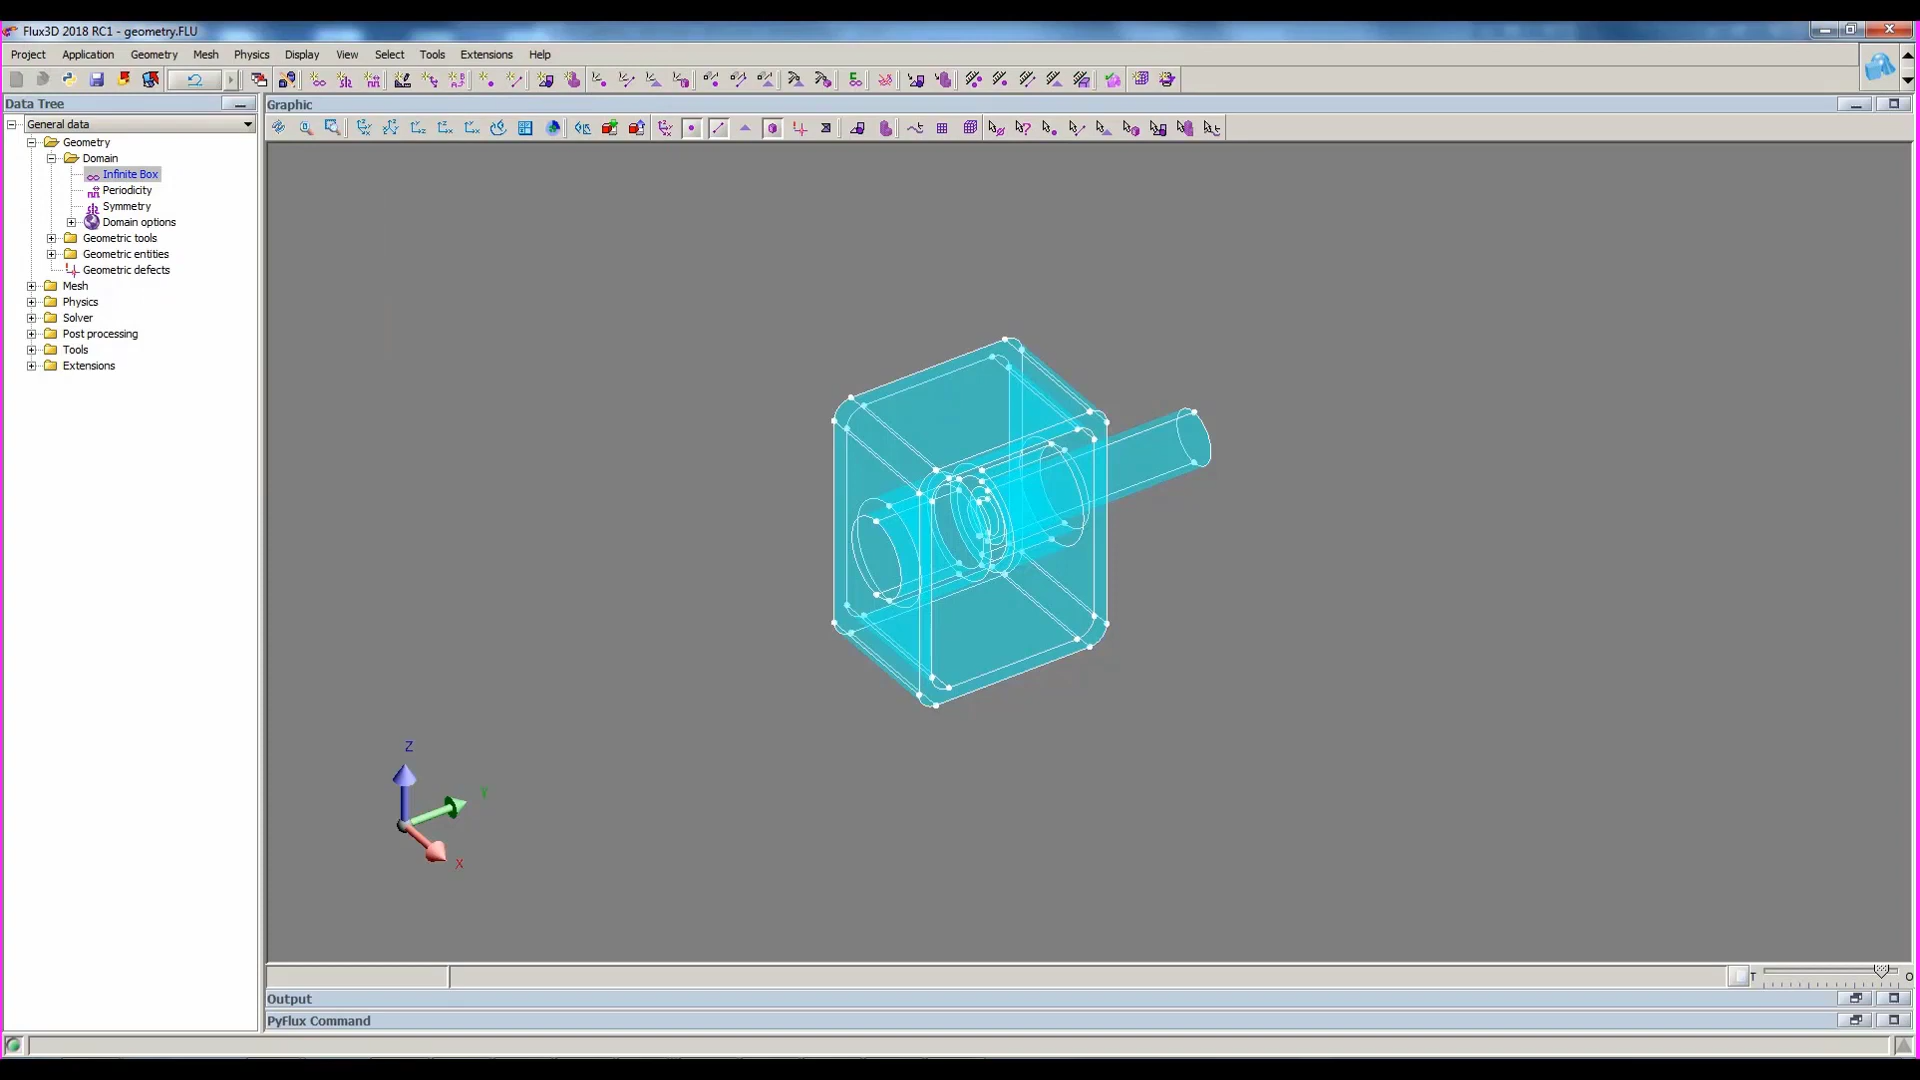 Flux3D 2018 RC1 - geometry.FLU
Project Application Geometry Mesh Physics Display View Select Tools Extensions Help
Data Tree
Graphic
General data
Geometry
Domain
Infinite Box
Periodicity
Symmetry
Domain options
Geometric tools
Geometric entities
Geometric defects
Mesh
Physics
Solver
Post processing
Tools
Extensions
Z
Y
X
T
O
Output
PyFlux Command